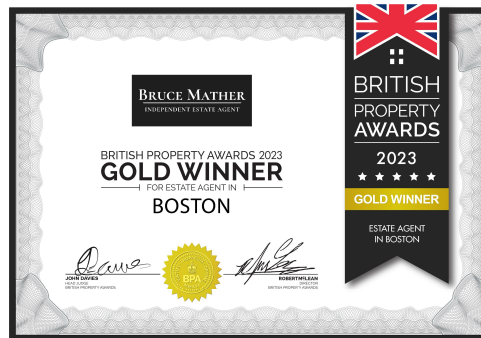 BRUCE MATHER
INDEPENDENT ESTATE AGENT
BRITISH PROPERTY AWARDS 2023
GOLD WINNER
FOR ESTATE AGENT IN
BOSTON
JOHN DAVIES
HEAD JUDGE
BRITISH PROPERTY AWARDS
BPA
ROBERT McLEAN
DIRECTOR
BRITISH PROPERTY AWARDS
BRITISH
PROPERTY
AWARDS
2023
GOLD WINNER
ESTATE AGENT
IN BOSTON